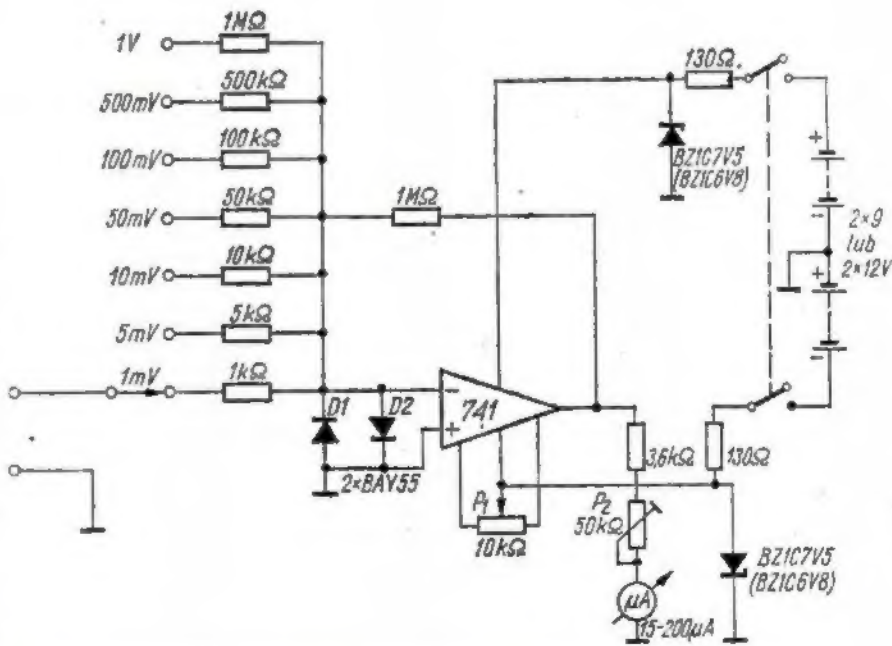 1V
1MΩ
500mV
500kΩ
100mV
100kΩ
50mV
50kΩ
10mV
10kΩ
5mV
5kΩ
1mV
1kΩ
1MΩ
D1
D2
2×BAY55
−
+
741
P1
10kΩ
130Ω
BZ1C7V5
(BZ1C6V8)
+
−
+
−
2×9
lub
2×12V
3,6kΩ
130Ω
P2
50kΩ
μA
15-200μA
BZ1C7V5
(BZ1C6V8)